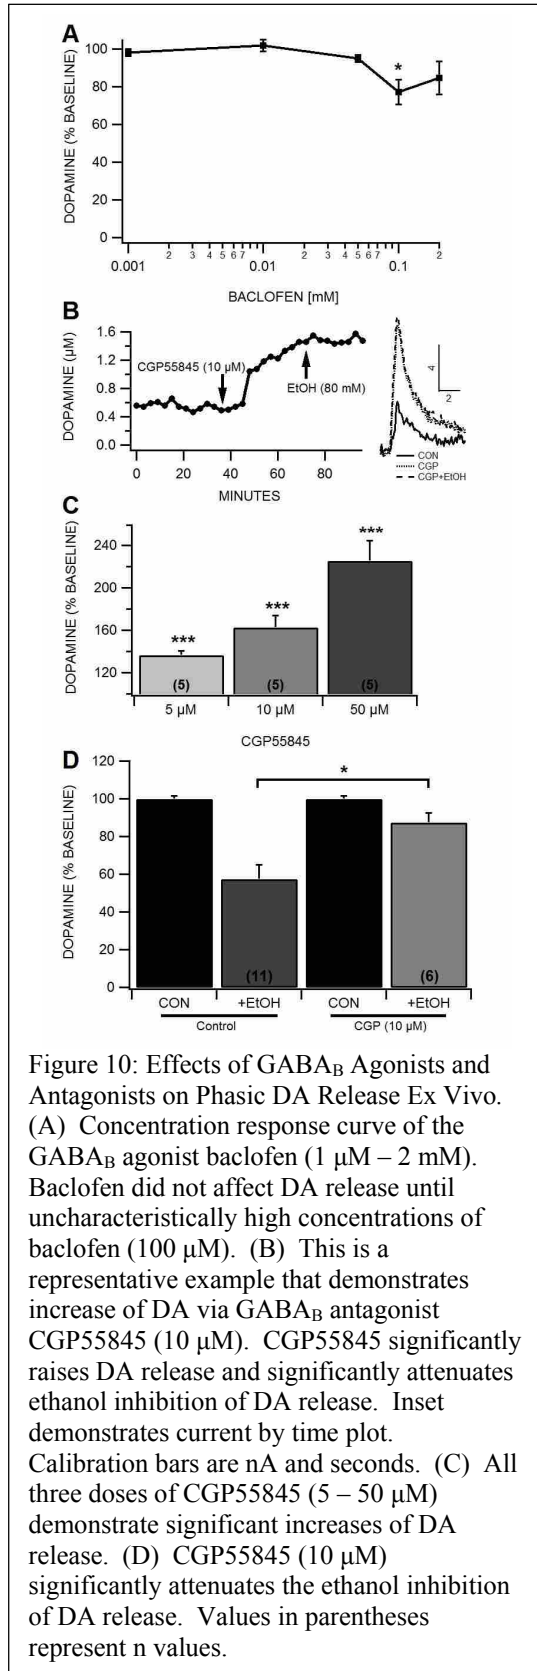 A
DOPAMINE (% BASELINE)
100
80
60
40
20
0
*
0.001
2
3
4
5
6
7
0.01
2
3
4
5
6
7
0.1
2
BACLOFEN [mM]
B
DOPAMINE (μM)
1.6
1.2
0.8
0.4
0.0
CGP55845 (10 μM)
EtOH (80 mM)
0
20
40
60
80
MINUTES
4
2
CON
CGP
CGP+EtOH
C
DOPAMINE (% BASELINE)
240
200
160
120
***
***
***
(5)
(5)
(5)
5 μM
10 μM
50 μM
CGP55845
D
DOPAMINE (% BASELINE)
120
100
80
60
40
20
0
*
(11)
(6)
CON
+EtOH
CON
+EtOH
Control
CGP (10 μM)
Figure 10: Effects of GABAB Agonists and
Antagonists on Phasic DA Release Ex Vivo.
(A) Concentration response curve of the
GABAB agonist baclofen (1 μM – 2 mM).
Baclofen did not affect DA release until
uncharacteristically high concentrations of
baclofen (100 μM). (B) This is a
representative example that demonstrates
increase of DA via GABAB antagonist
CGP55845 (10 μM). CGP55845 significantly
raises DA release and significantly attenuates
ethanol inhibition of DA release. Inset
demonstrates current by time plot.
Calibration bars are nA and seconds. (C) All
three doses of CGP55845 (5 – 50 μM)
demonstrate significant increases of DA
release. (D) CGP55845 (10 μM)
significantly attenuates the ethanol inhibition
of DA release. Values in parentheses
represent n values.